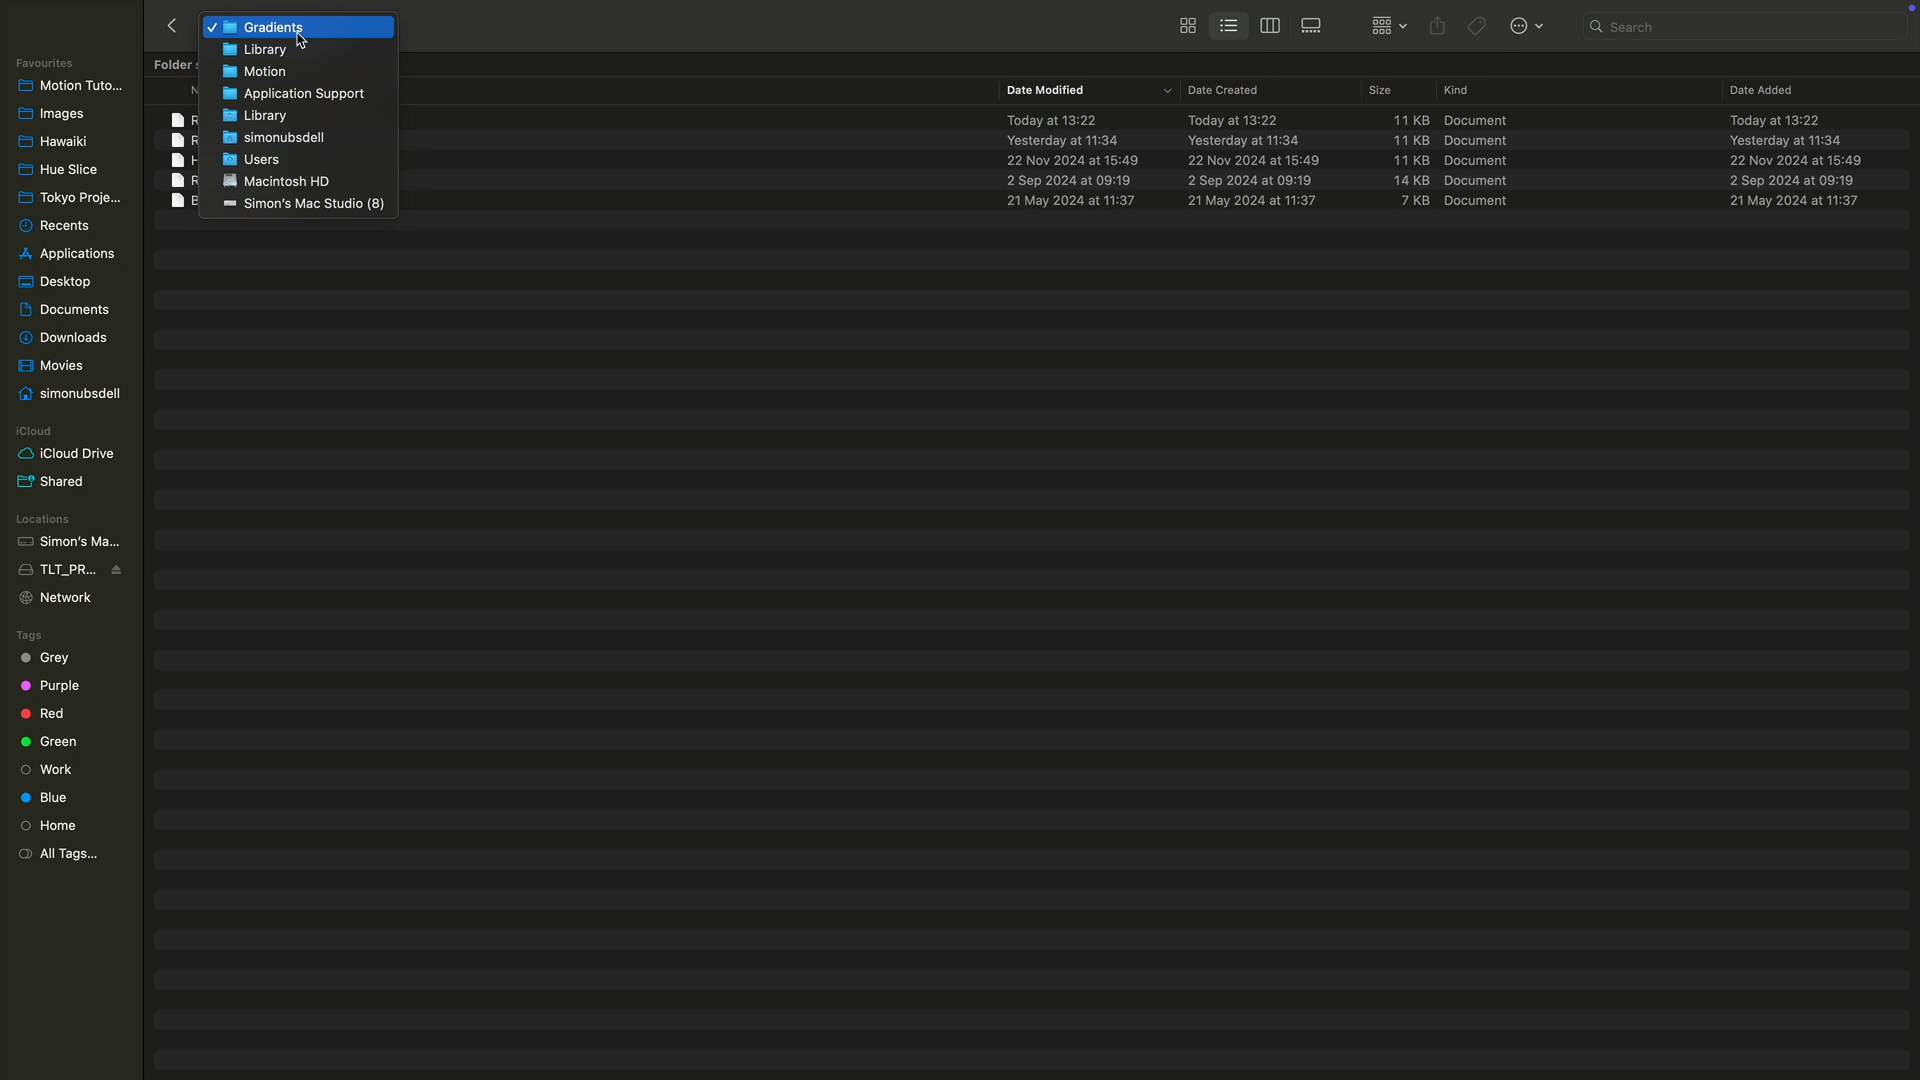 Gradients
Library
Motion
Application Support
Library
simonubsdell
Users
Macintosh HD
Simon's Mac Studio (8)
Search
Folder
Date Modified
Date Created
Size
Kind
Date Added
Today at 13:22
Today at 13:22
11 KB
Document
Today at 13:22
Yesterday at 11:34
Yesterday at 11:34
11 KB
Document
Yesterday at 11:34
22 Nov 2024 at 15:49
22 Nov 2024 at 15:49
11 KB
Document
22 Nov 2024 at 15:49
2 Sep 2024 at 09:19
2 Sep 2024 at 09:19
14 KB
Document
2 Sep 2024 at 09:19
21 May 2024 at 11:37
21 May 2024 at 11:37
7 KB
Document
21 May 2024 at 11:37
Favourites
Motion Tuto...
Images
Hawaiki
Hue Slice
Tokyo Proje...
Recents
Applications
Desktop
Documents
Downloads
Movies
simonubsdell
iCloud
iCloud Drive
Shared
Locations
Simon's Ma...
TLT_PR...
Network
Tags
Grey
Purple
Red
Green
Work
Blue
Home
All Tags...